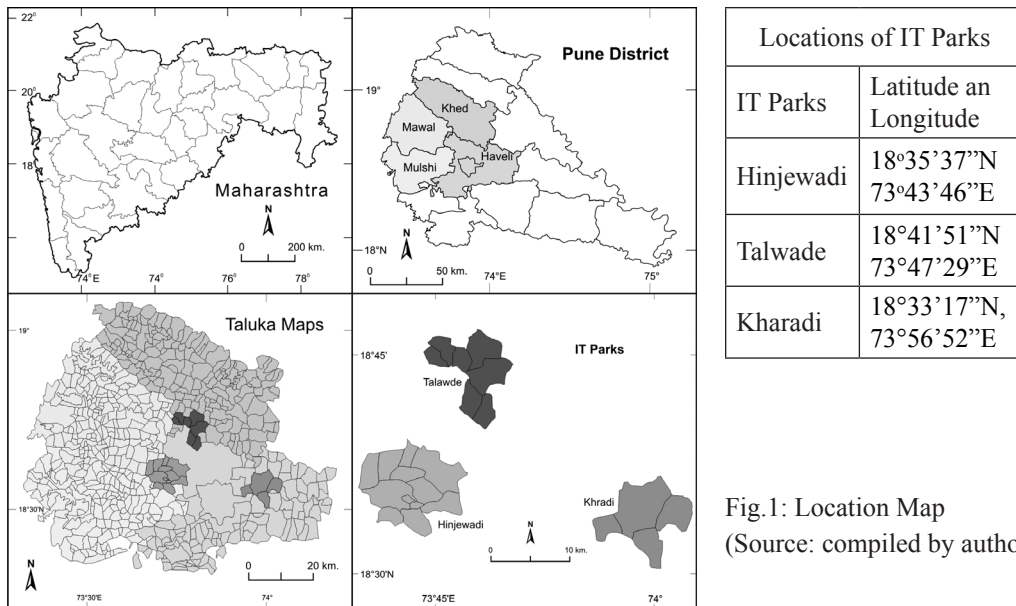 22°
20°
18°
Maharashtra
N
0 200 km.
74° 74° 76° 78°
Pune District
19°
Khed
Mawal
Haveli
Mulshi
N
18°N
0 50 km.
74°E 75°
Taluka Maps
19°
18°30'
N
0 20 km.
73°30' 74°
IT Parks
18°45'
Talawde
Hinjewadi
Khradi
N
0 10 km.
18°30'N
73°45'E 74°
Locations of IT Parks
IT Parks
Latitude an
Longitude
Hinjewadi
18°35’37”N
73°43’46”E
Talwade
18°41’51”N
73°47’29”E
Kharadi
18°33’17”N,
73°56’52”E
Fig.1: Location Map
(Source: compiled by autho